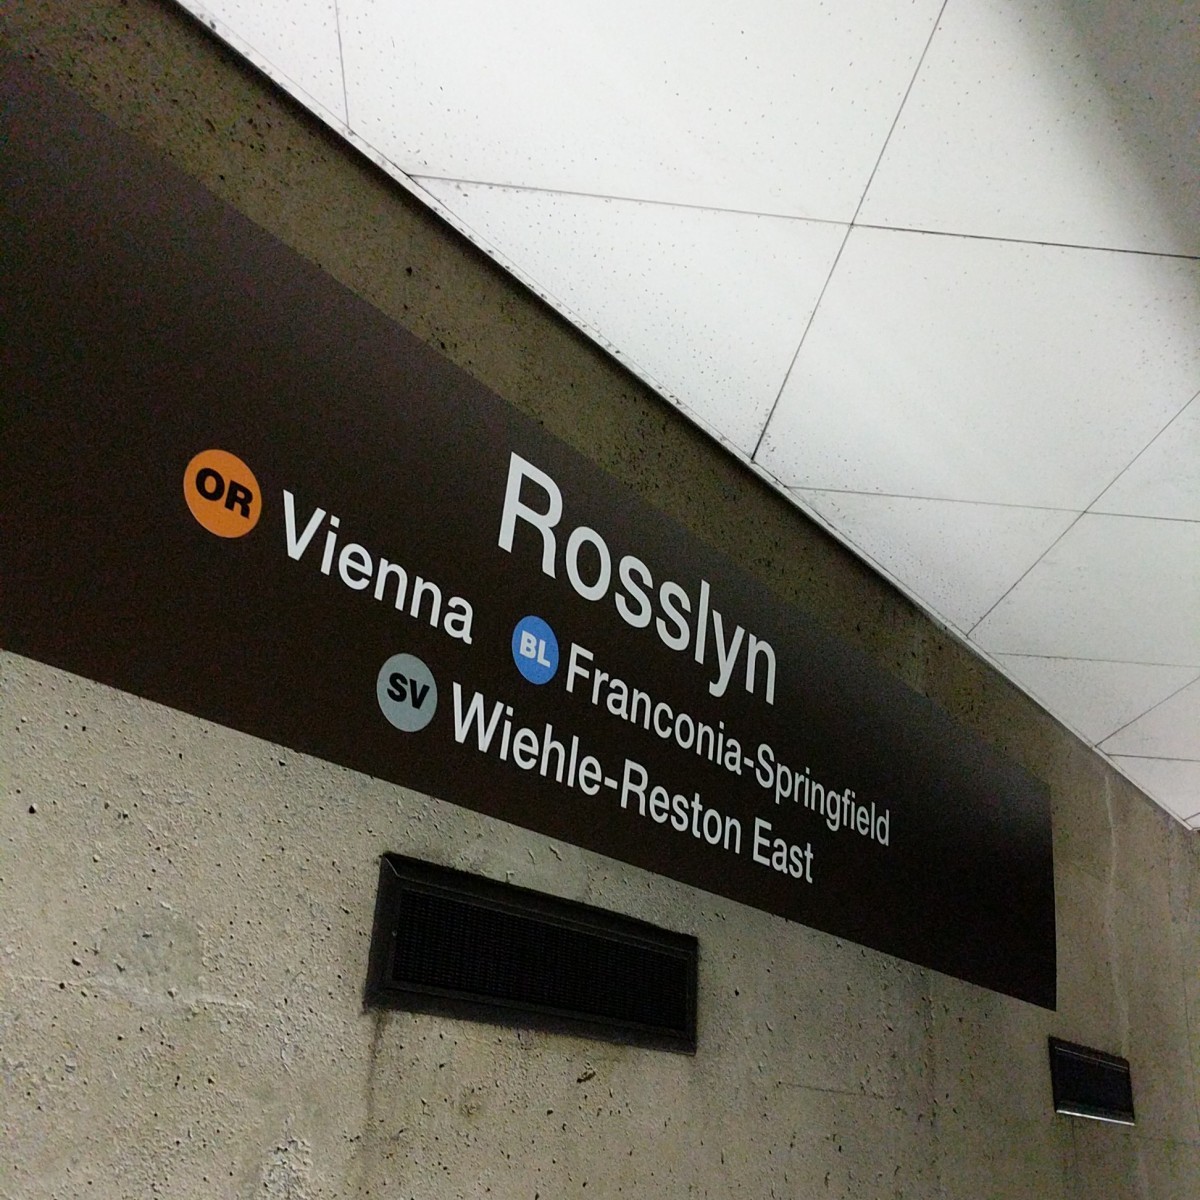 Rosslyn
OR Vienna BL Franconia-Springfield
SV Wiehle-Reston East